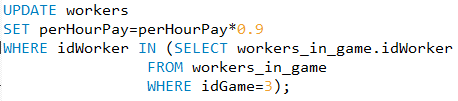 UPDATE workers
SET perHourPay=perHourPay*0.9
WHERE idWorker IN (SELECT workers_in_game.idWorker
FROM workers_in_game
WHERE idGame=3);